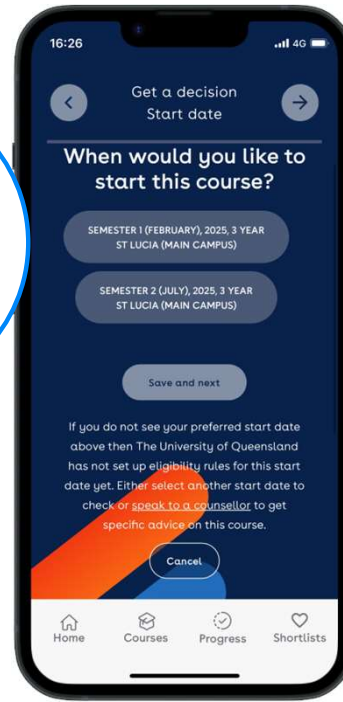 16:26
4G
Get a decision
Start date
When would you like to
start this course?
SEMESTER 1 (FEBRUARY), 2025, 3 YEAR
ST LUCIA (MAIN CAMPUS)
SEMESTER 2 (JULY), 2025, 3 YEAR
ST LUCIA (MAIN CAMPUS)
Save and next
If you do not see your preferred start date
above then The University of Queensland
has not set up eligibility rules for this start
date yet. Either select another start date to
check or speak to a counsellor to get
specific advice on this course.
Cancel
Home Courses Progress Shortlists